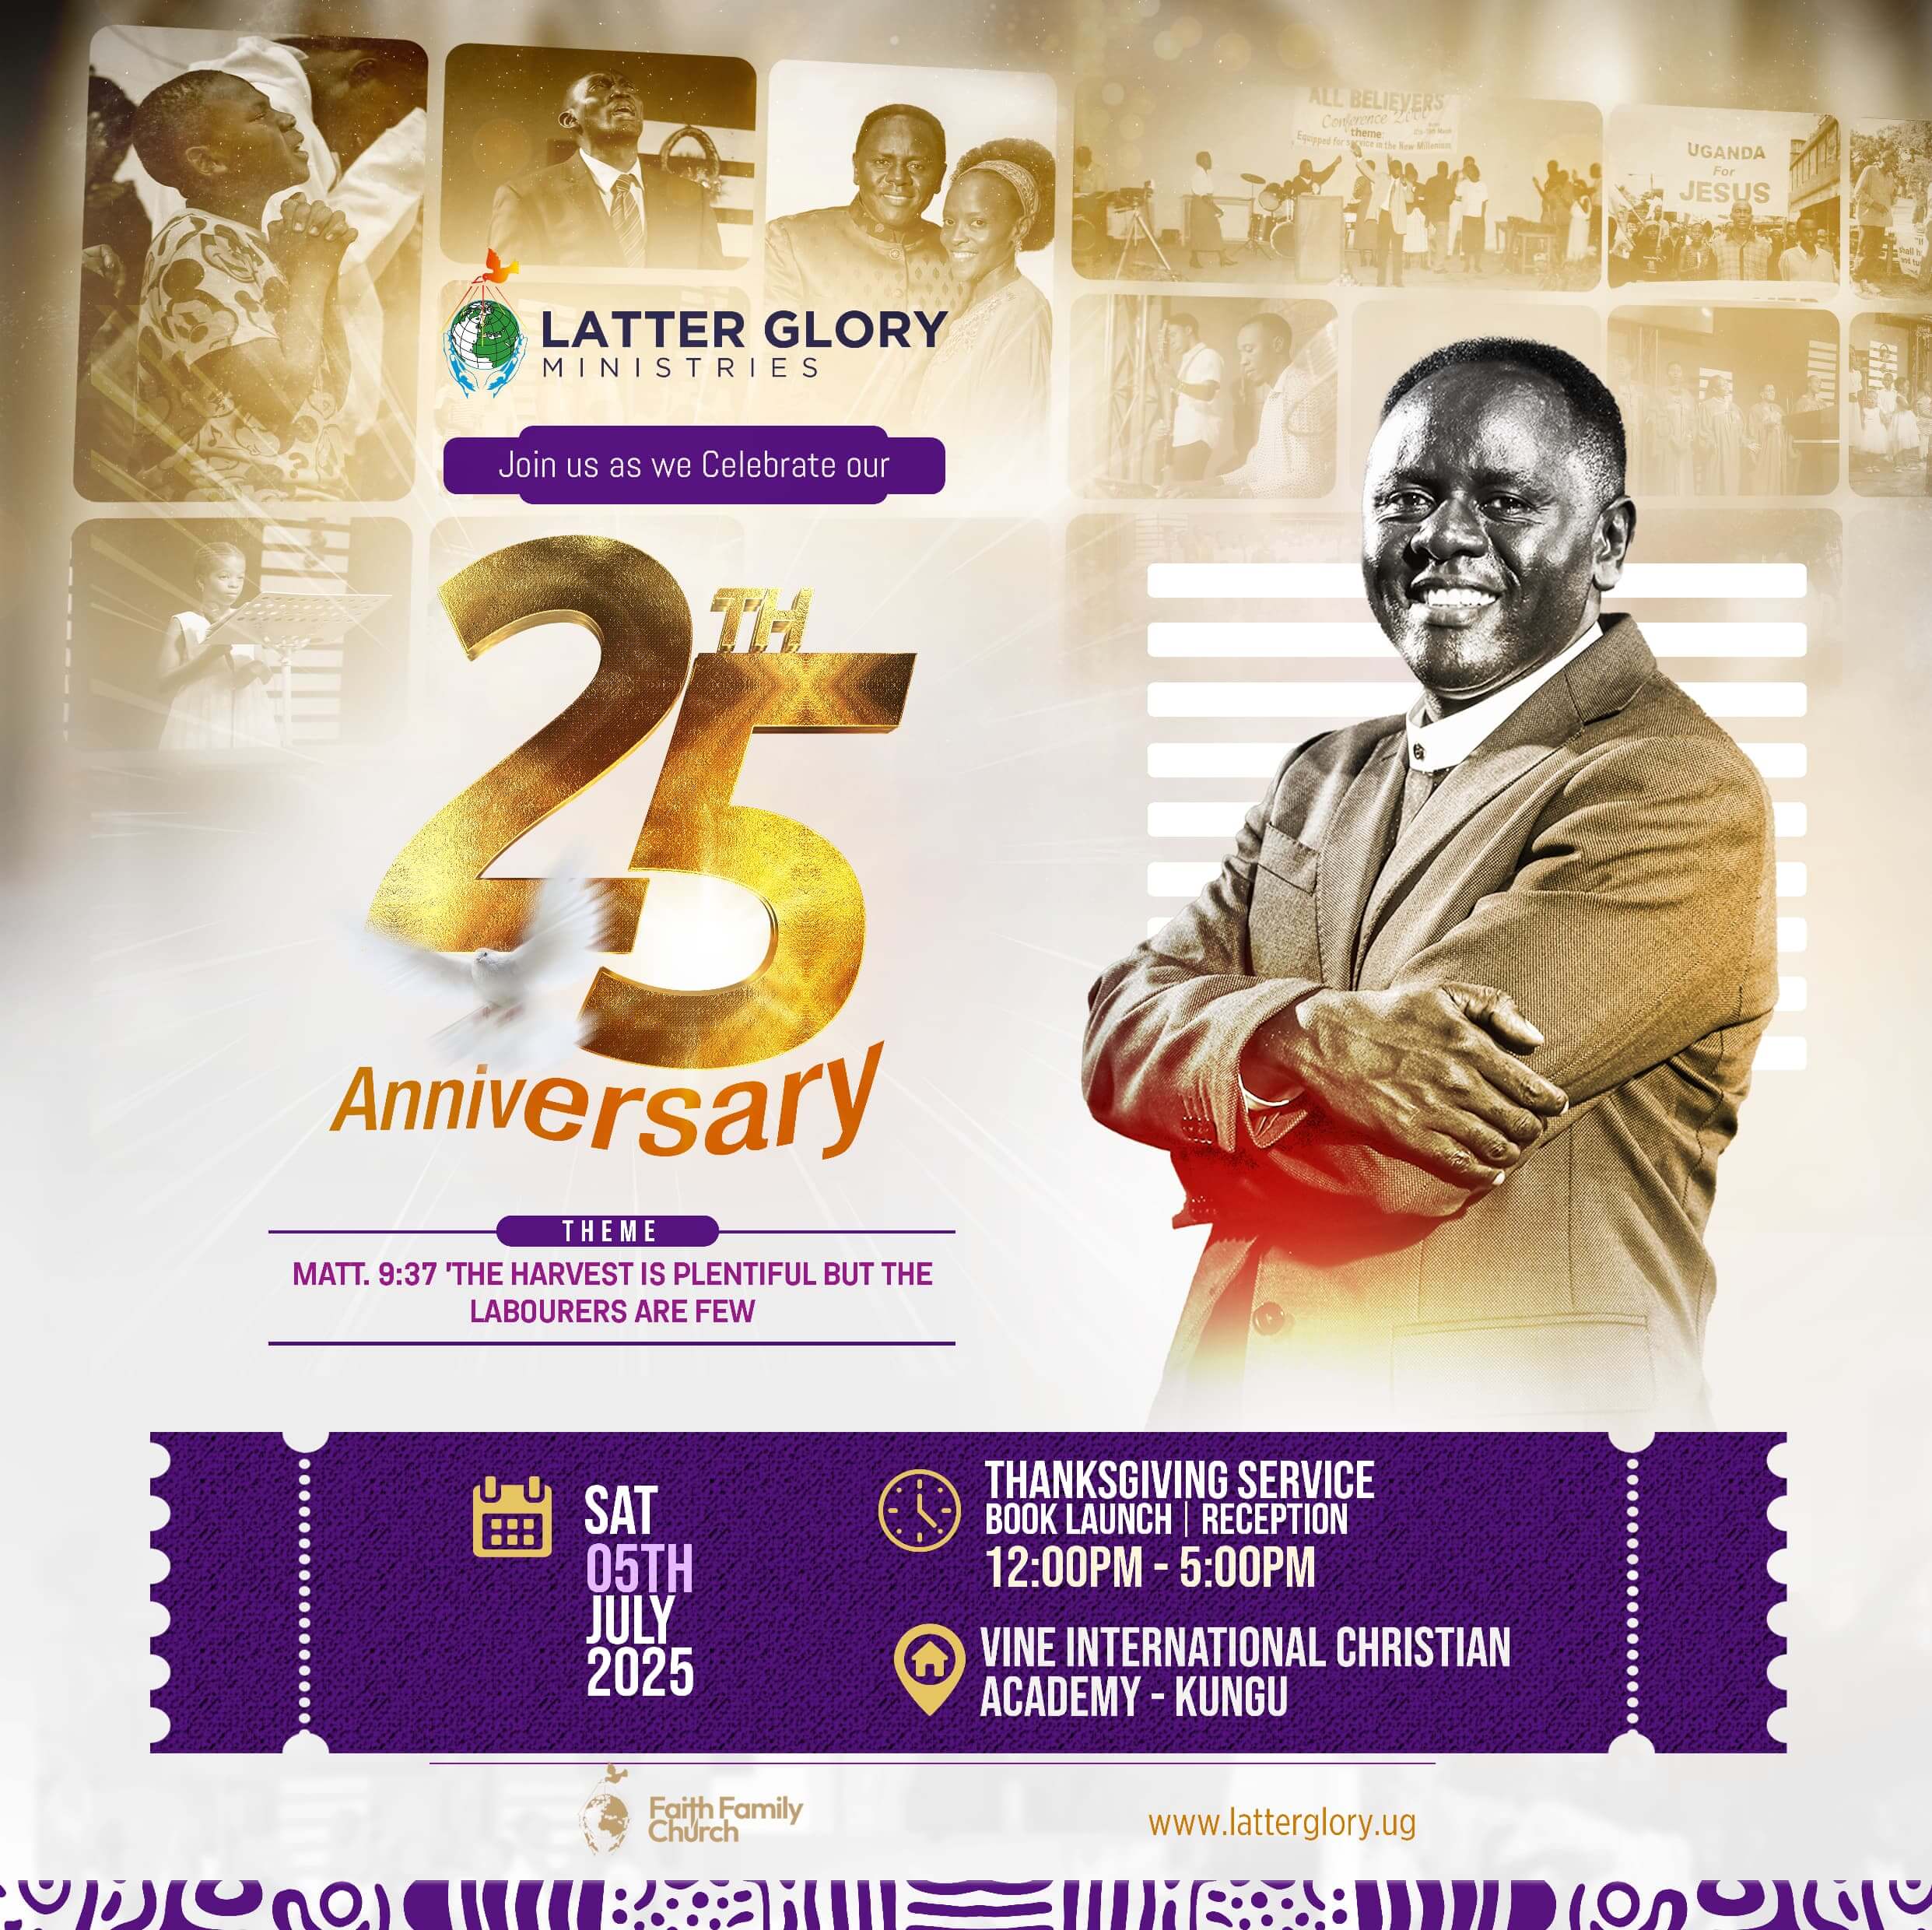 ALL BELIEVERS
Conference 2000
theme:
Equipped for service in the New Millenium
UGANDA
For
JESUS
LATTER GLORY
MINISTRIES
Join us as we Celebrate our
25TH
Anniversary
THEME
MATT. 9:37 'THE HARVEST IS PLENTIFUL BUT THE
LABOURERS ARE FEW
SAT
05TH
JULY
2025
THANKSGIVING SERVICE
BOOK LAUNCH | RECEPTION
12:00PM - 5:00PM
VINE INTERNATIONAL CHRISTIAN
ACADEMY - KUNGU
Faith Family
Church
www.latterglory.ug